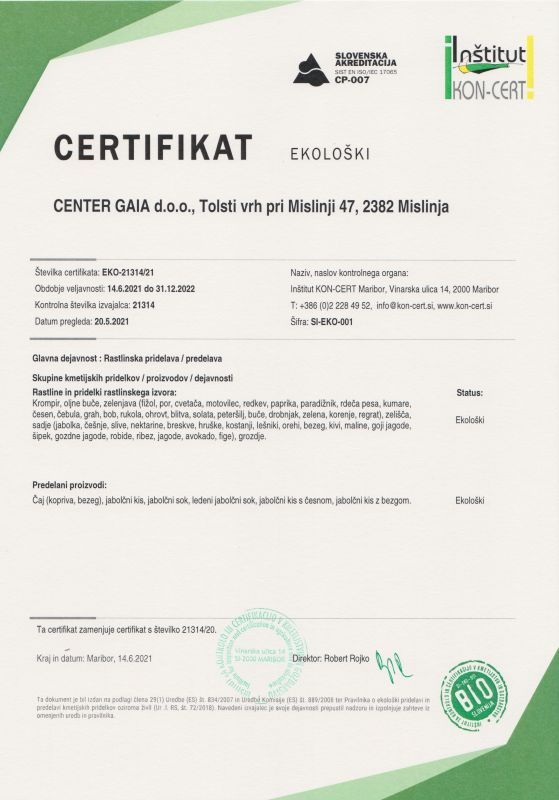 SLOVENSKA
AKREDITACIJA
SIST EN ISO/IEC 17065
CP-007
Inštitut
KON-CERT
CERTIFIKAT EKOLOŠKI
CENTER GAIA d.o.o., Tolsti vrh pri Mislinji 47, 2382 Mislinja
Številka certifikata: EKO-21314/21
Obdobje veljavnosti: 14.6.2021 do 31.12.2022
Kontrolna številka izvajalca: 21314
Datum pregleda: 20.5.2021
Naziv, naslov kontrolnega organa:
Inštitut KON-CERT Maribor, Vinarska ulica 14, 2000 Maribor
T: +386 (0)2 228 49 52, info@kon-cert.si, www.kon-cert.si
Šifra: SI-EKO-001
Glavna dejavnost : Rastlinska pridelava / predelava
Skupine kmetijskih pridelkov / proizvodov / dejavnosti
Rastline in pridelki rastlinskega izvora: Status:
Krompir, oljne buče, zelenjava (fižol, por, cvetača, motovilec, redkev, paprika, paradižnik, rdeča pesa, kumare,
česen, čebula, grah, bob, rukola, ohrovt, blitva, solata, peteršilj, buče, drobnjak, zelena, korenje, regrat), zelišča,
sadje (jabolka, češnje, slive, nektarine, breskve, hruške, kostanji, lešniki, orehi, bezeg, kivi, maline, goji jagode,
šipek, gozdne jagode, robide, ribez, jagode, avokado, fige), grozdje.
Ekološki
Predelani proizvodi:
Čaj (kopriva, bezeg), jabolčni kis, jabolčni sok, ledeni jabolčni sok, jabolčni kis s česnom, jabolčni kis z bezgom. Ekološki
Ta certifikat zamenjuje certifikat s številko 21314/20.
Kraj in datum: Maribor, 14.6.2021
Vinarska ulica 14
SI-2000 MARIBOR
Direktor: Robert Rojko
BIO
SLOVENIJA
Ta dokument je bil izdan na podlagi člena 29(1) Uredbe (ES) št. 834/2007 in Uredbe Komisije (ES) št. 889/2008 ter Pravilnika o ekološki pridelavi in
predelavi kmetijskih pridelkov oziroma živil (Ur .l. RS, št. 72/2018). Navedeni izvajalec je svoje dejavnosti prepustil nadzoru in izpolnjuje zahteve iz
omenjenih uredb in pravilnika.